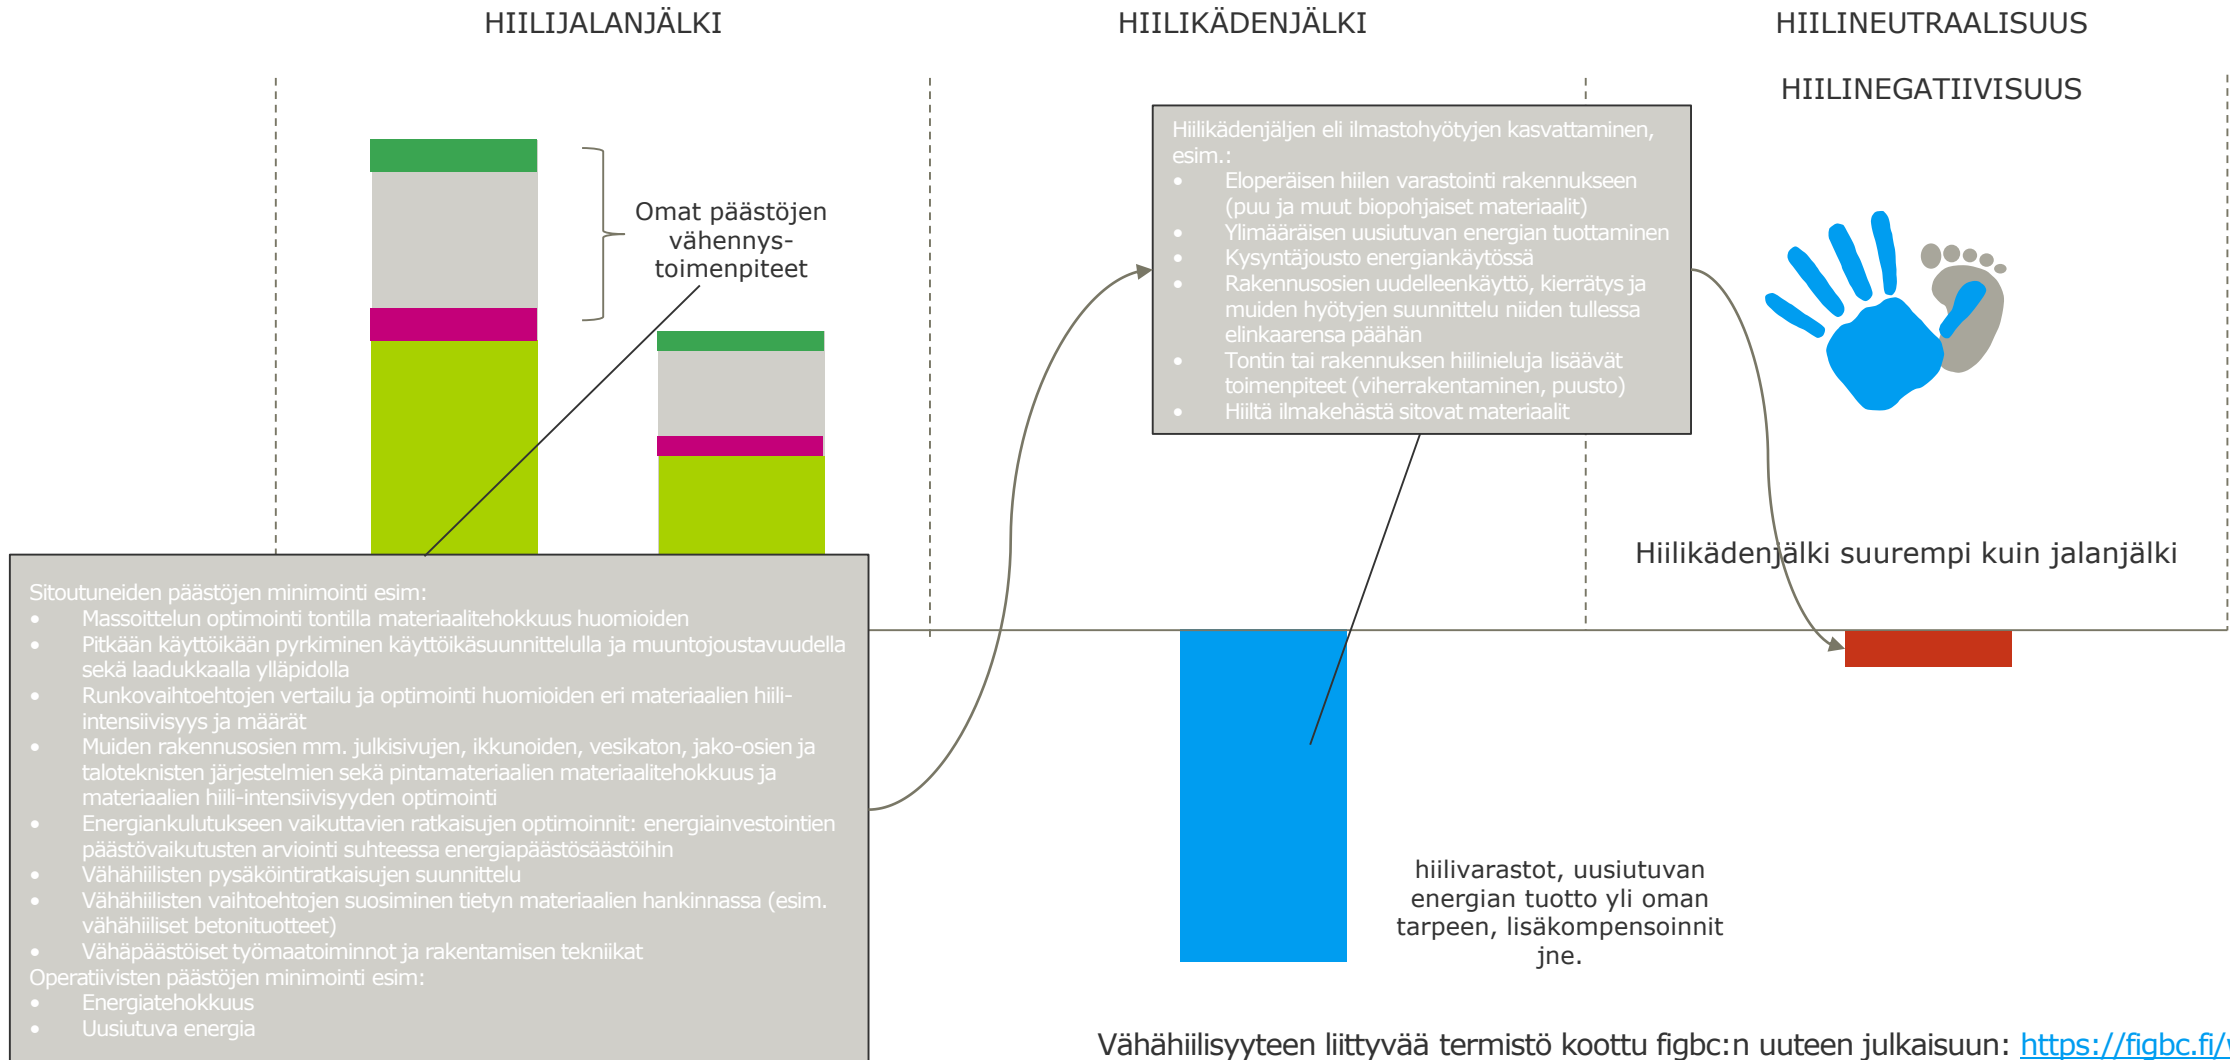 HIILIJALANJÄLKI
HIILIKÄDENJÄLKI
HIILINEUTRAALISUUS
HIILINEGATIIVISUUS
Omat päästöjen
vähennys-
toimenpiteet
Hiilikädenjäljen eli ilmastohyötyjen kasvattaminen,
esim.:
• Eloperäisen hiilen varastointi rakennukseen
(puu ja muut biopohjaiset materiaalit)
• Ylimääräisen uusiutuvan energian tuottaminen
• Kysyntäjousto energiankäytössä
• Rakennusosien uudelleenkäyttö, kierrätys ja
muiden hyötyjen suunnittelu niiden tullessa
elinkaarensa päähän
• Tontin tai rakennuksen hiilinieluja lisäävät
toimenpiteet (viherrakentaminen, puusto)
• Hiiltä ilmakehästä sitovat materiaalit
Hiilikädenjälki suurempi kuin jalanjälki
Sitoutuneiden päästöjen minimointi esim:
• Massoittelun optimointi tontilla materiaalitehokkuus huomioiden
• Pitkään käyttöikään pyrkiminen käyttöikäsuunnittelulla ja muuntojoustavuudella
sekä laadukkaalla ylläpidolla
• Runkovaihtoehtojen vertailu ja optimointi huomioiden eri materiaalien hiili-
intensiivisyys ja määrät
• Muiden rakennusosien mm. julkisivujen, ikkunoiden, vesikaton, jako-osien ja
taloteknisten järjestelmien sekä pintamateriaalien materiaalitehokkuus ja
materiaalien hiili-intensiivisyyden optimointi
• Energiankulutukseen vaikuttavien ratkaisujen optimoinnit: energiainvestointien
päästövaikutusten arviointi suhteessa energiapäästösäästöihin
• Vähähiilisten pysäköintiratkaisujen suunnittelu
• Vähähiilisten vaihtoehtojen suosiminen tietyn materiaalien hankinnassa (esim.
vähähiiliset betonituotteet)
• Vähäpäästöiset työmaatoiminnot ja rakentamisen tekniikat
Operatiivisten päästöjen minimointi esim:
• Energiatehokkuus
• Uusiutuva energia
hiilivarastot, uusiutuvan
energian tuotto yli oman
tarpeen, lisäkompensoinnit
jne.
Vähähiilisyyteen liittyvää termistö koottu figbc:n uuteen julkaisuun: https://figbc.fi/